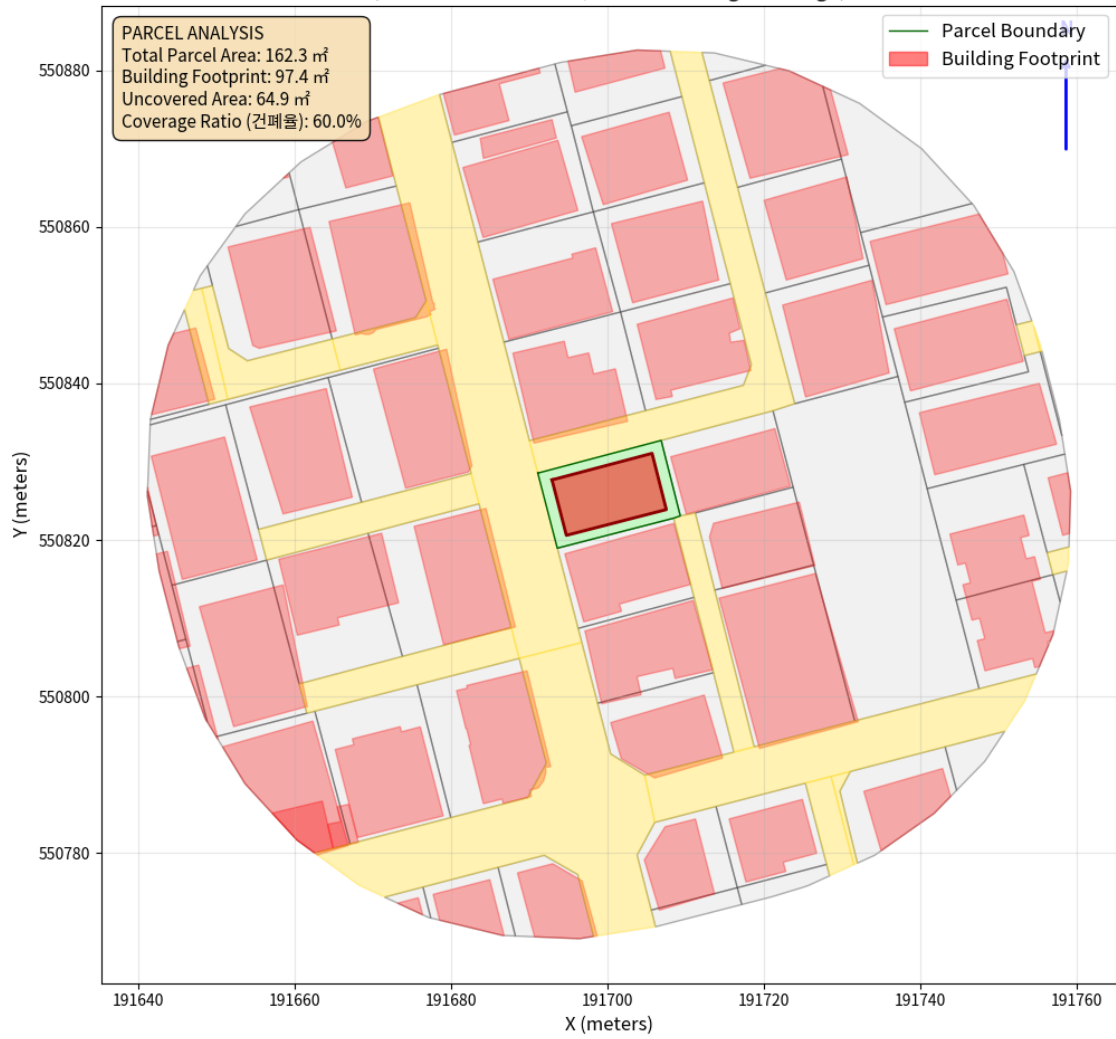 PARCEL ANALYSIS
Total Parcel Area: 162.3 ㎡
Building Footprint: 97.4 ㎡
Uncovered Area: 64.9 ㎡
Coverage Ratio (건폐율): 60.0%
Parcel Boundary
Building Footprint
N
550880
550860
550840
550820
550800
550780
Y (meters)
191640
191660
191680
191700
191720
191740
191760
X (meters)